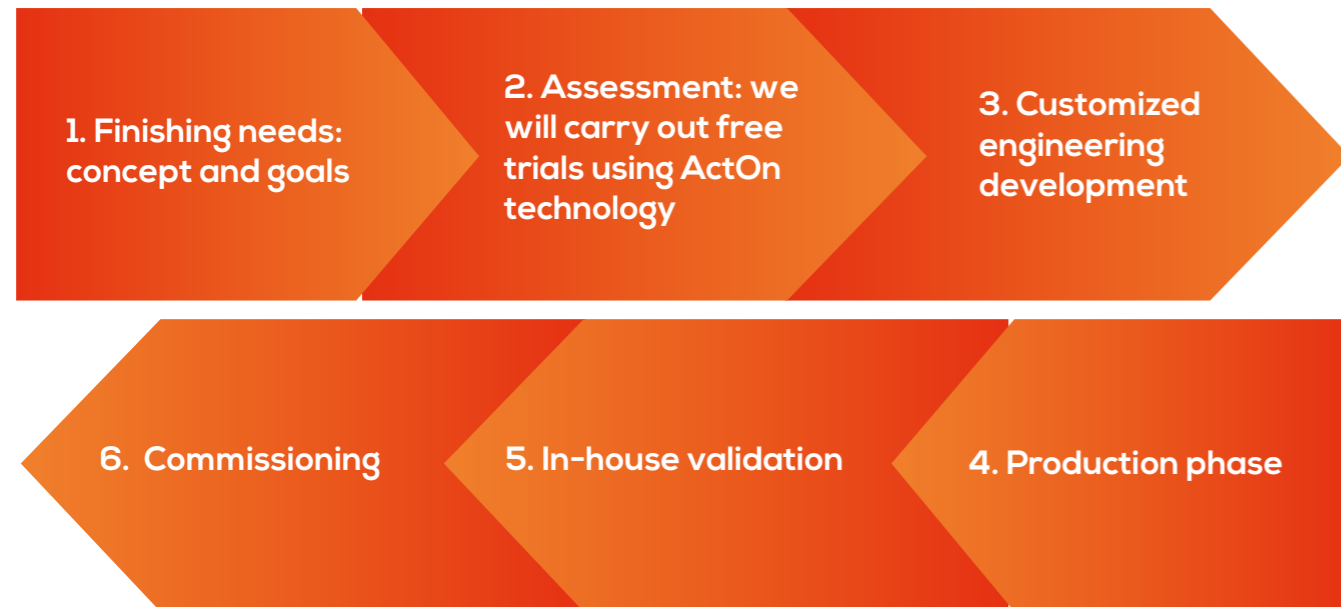 1. Finishing needs:
concept and goals
2. Assessment: we
will carry out free
trials using ActOn
technology
3. Customized
engineering
development
4. Production phase
5. In-house validation
6. Commissioning